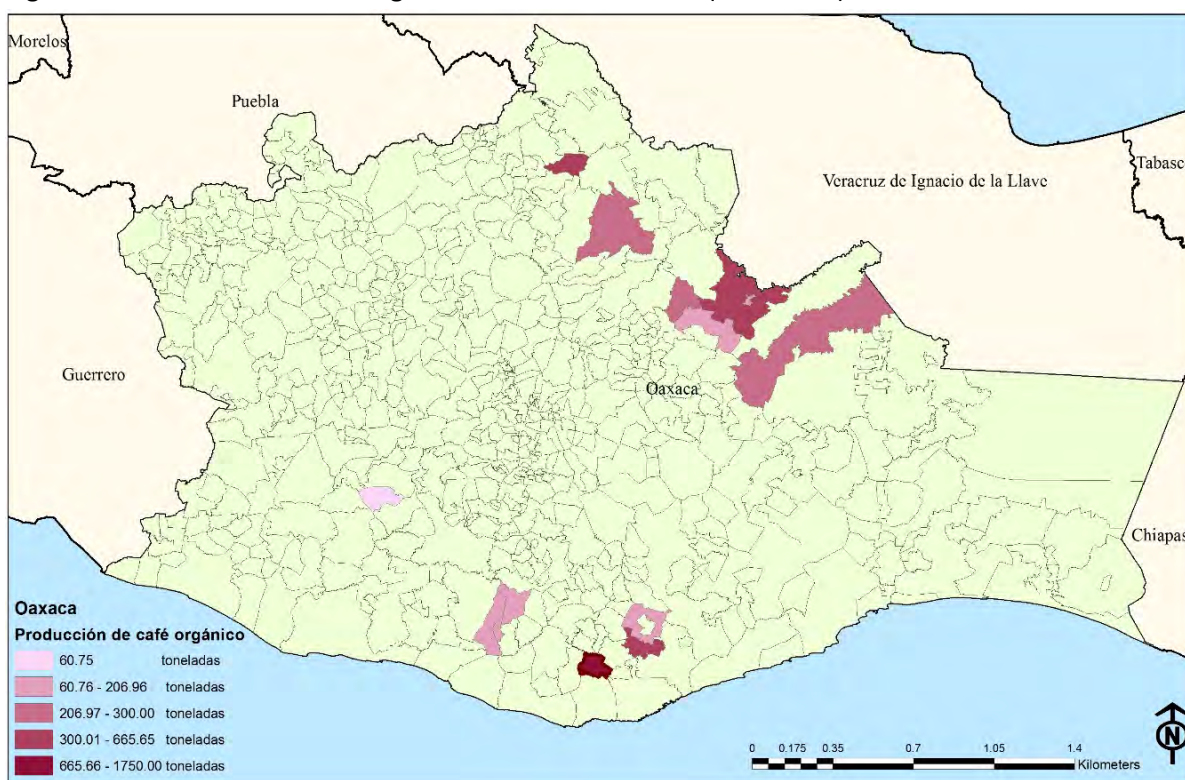 Morelos
Puebla
Veracruz de Ignacio de la Llave
Tabasco
Guerrero
Oaxaca
Chiapas
Oaxaca
Producción de café orgánico
60.75 toneladas
60.76 - 206.96 toneladas
206.97 - 300.00 toneladas
300.01 - 665.65 toneladas
665.66 - 1750.00 toneladas
0 0.175 0.35 0.7 1.05 1.4
Kilometers
N